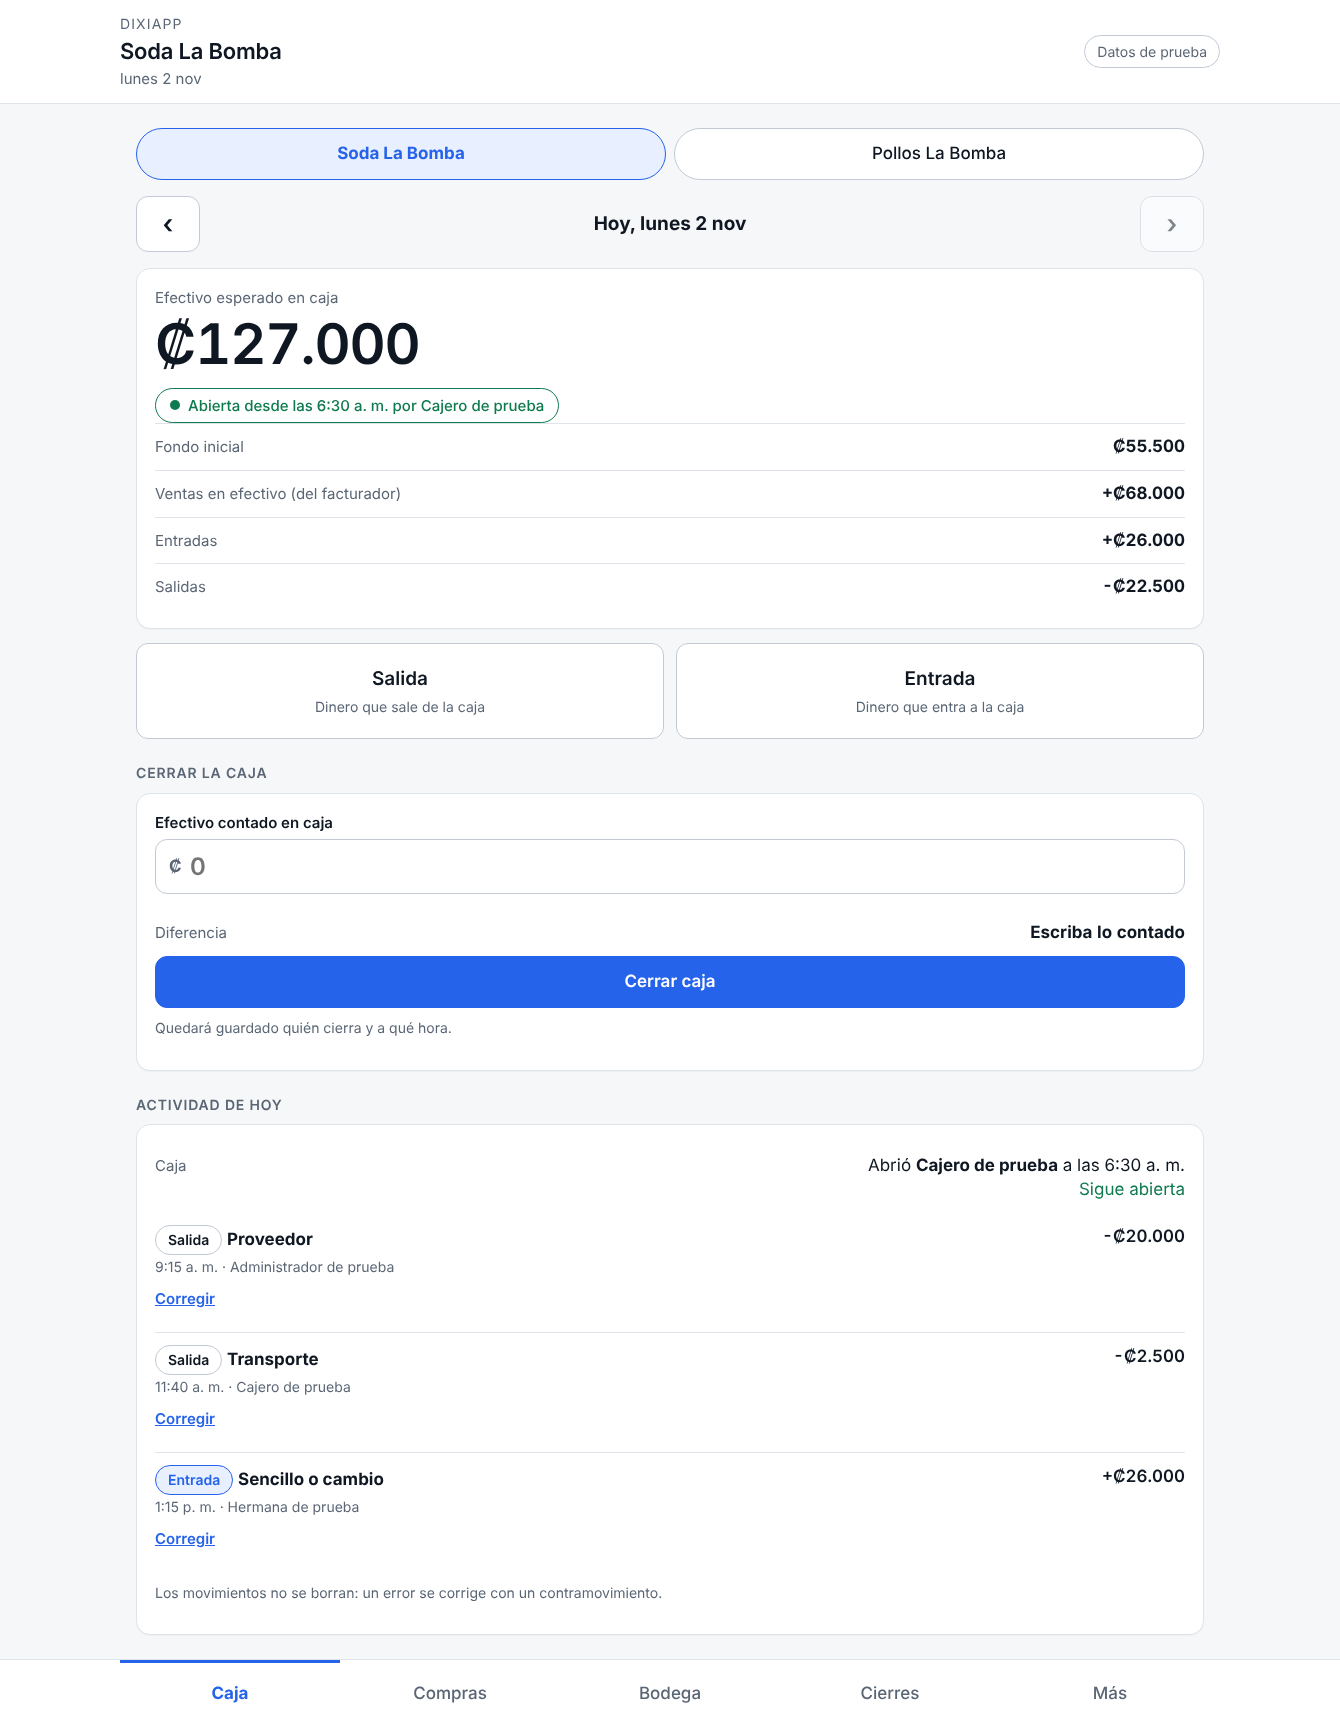 DIXIAPP
Soda La Bomba
lunes 2 nov
Datos de prueba
Soda La Bomba
Pollos La Bomba
‹
Hoy, lunes 2 nov
›
Efectivo esperado en caja
₡127.000
Abierta desde las 6:30 a. m. por Cajero de prueba
Fondo inicial
₡55.500
Ventas en efectivo (del facturador)
+₡68.000
Entradas
+₡26.000
Salidas
-₡22.500
Salida
Dinero que sale de la caja
Entrada
Dinero que entra a la caja
CERRAR LA CAJA
Efectivo contado en caja
₡ 0
Diferencia
Escriba lo contado
Cerrar caja
Quedará guardado quién cierra y a qué hora.
ACTIVIDAD DE HOY
Caja
Abrió Cajero de prueba a las 6:30 a. m.
Sigue abierta
Salida Proveedor
-₡20.000
9:15 a. m. · Administrador de prueba
Corregir
Salida Transporte
-₡2.500
11:40 a. m. · Cajero de prueba
Corregir
Entrada Sencillo o cambio
+₡26.000
1:15 p. m. · Hermana de prueba
Corregir
Los movimientos no se borran: un error se corrige con un contramovimiento.
Caja
Compras
Bodega
Cierres
Más